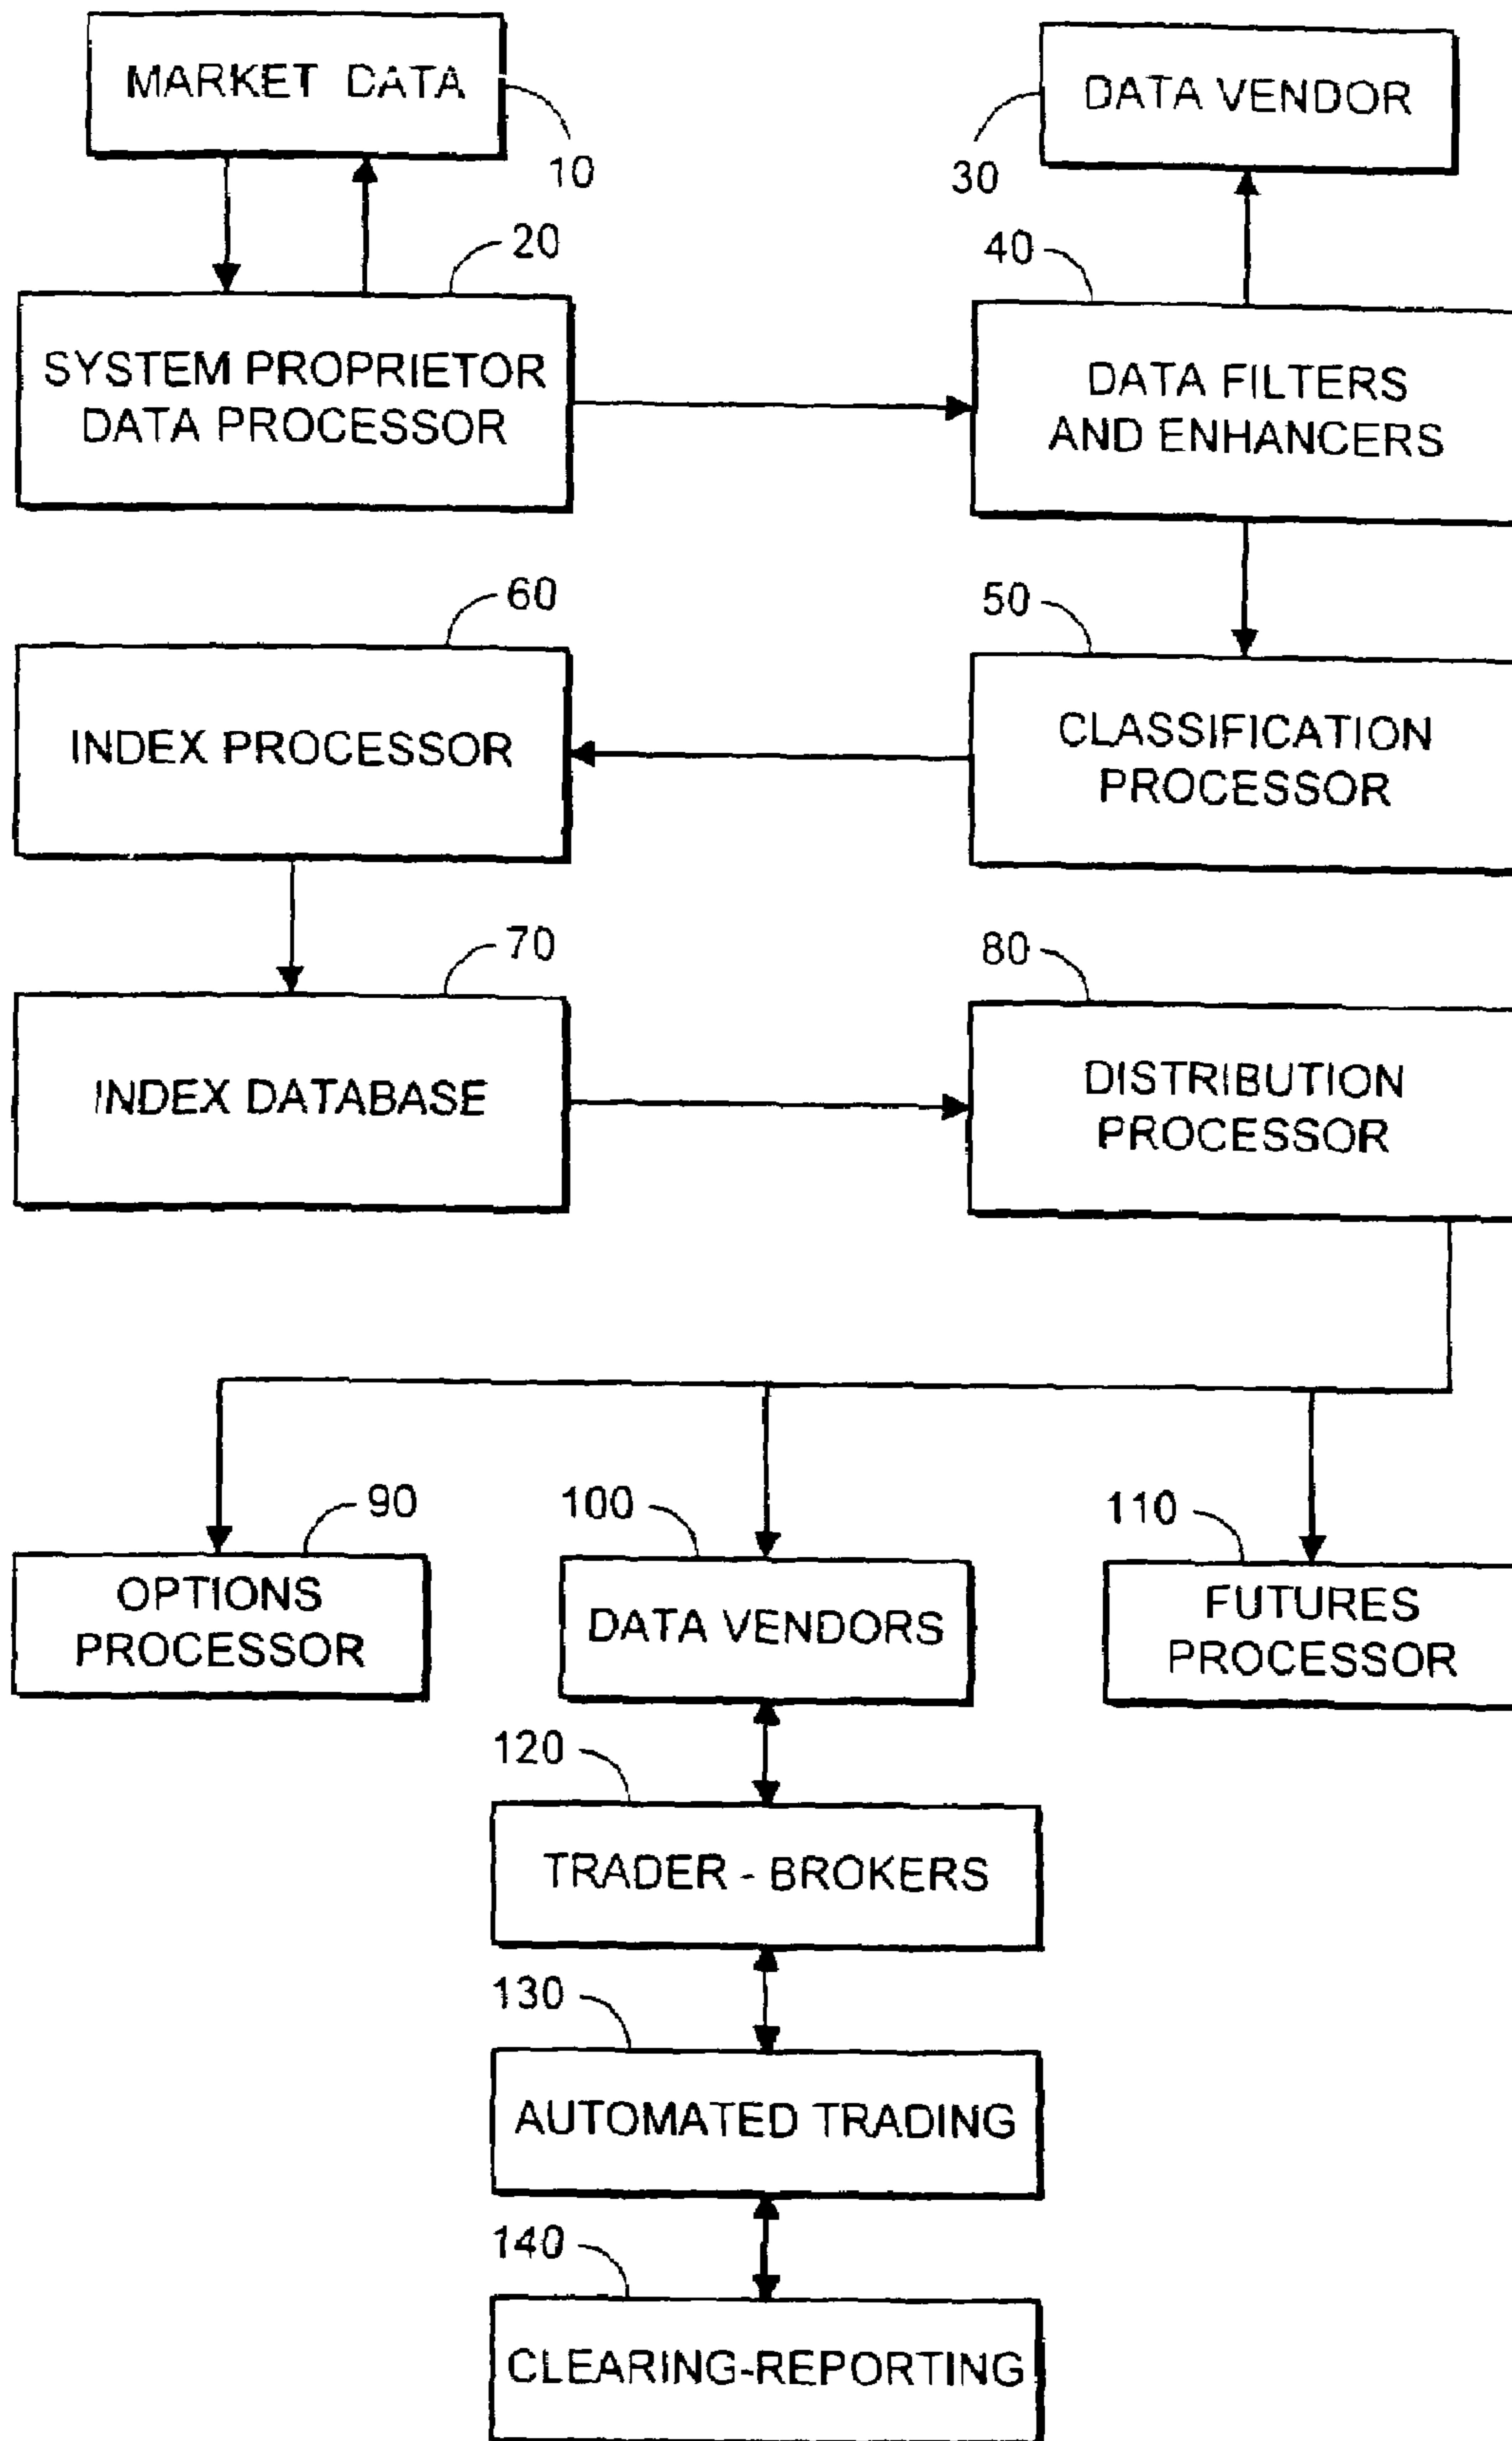 MARKET DATA
10
DATA VENDOR
30
20
SYSTEM PROPRIETOR
DATA PROCESSOR
40
DATA FILTERS
AND ENHANCERS
60
INDEX PROCESSOR
50
CLASSIFICATION
PROCESSOR
70
INDEX DATABASE
80
DISTRIBUTION
PROCESSOR
90
OPTIONS
PROCESSOR
100
DATA VENDORS
110
FUTURES
PROCESSOR
120
TRADER - BROKERS
130
AUTOMATED TRADING
140
CLEARING-REPORTING